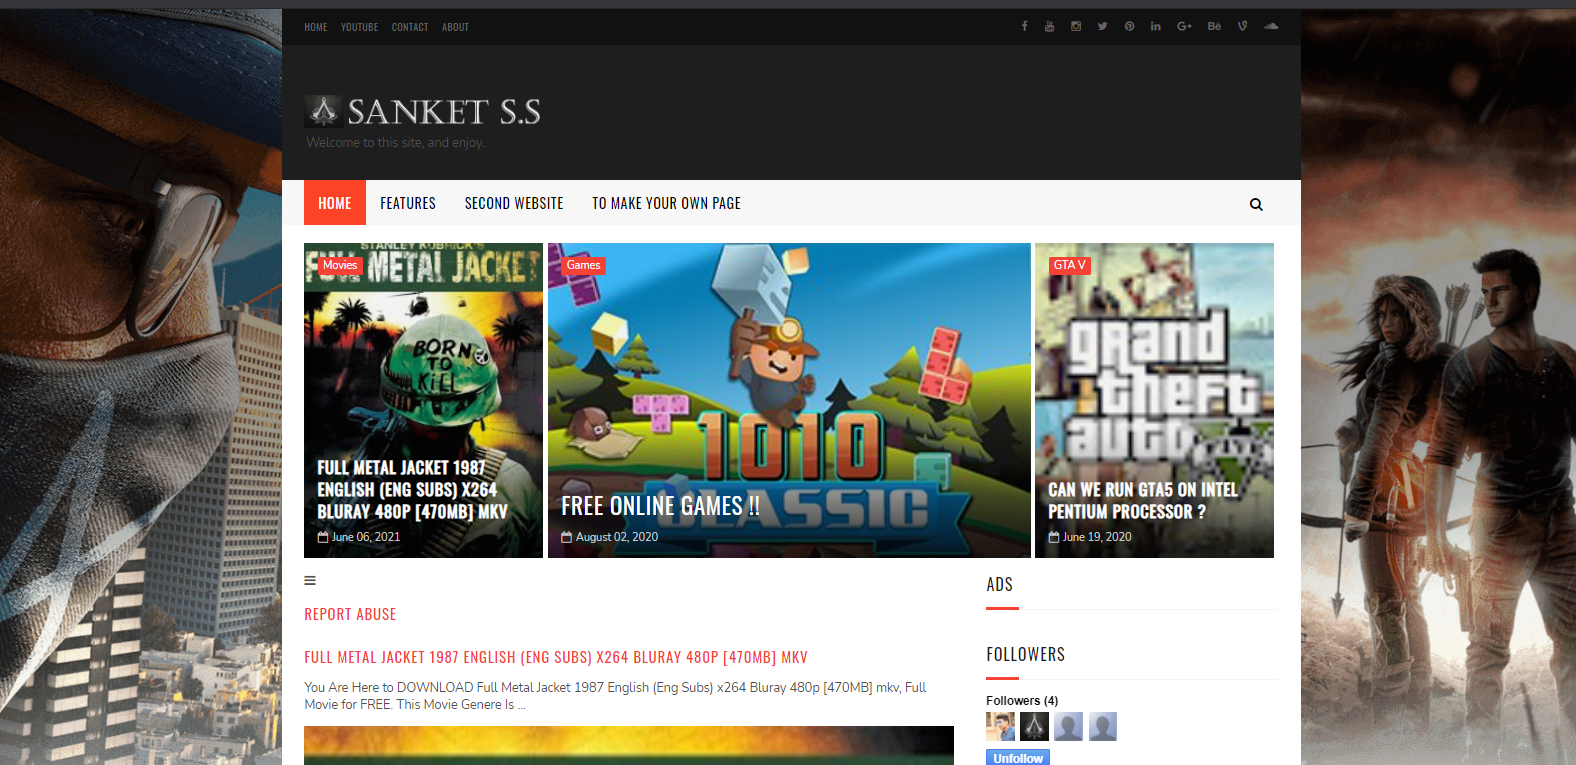 HOME YOUTUBE CONTACT ABOUT
SANKET S.S
Welcome to this site, and enjoy..
HOME FEATURES SECOND WEBSITE TO MAKE YOUR OWN PAGE
STANLEY KUBRICK'S
FULL METAL JACKET
Movies
BORN
TO
KILL
FULL METAL JACKET 1987
ENGLISH (ENG SUBS) X264
BLURAY 480P [470MB] MKV
June 06, 2021
Games
1010
CLASSIC
FREE ONLINE GAMES !!
August 02, 2020
GTA V
grand
theft
auto
V
CAN WE RUN GTA5 ON INTEL
PENTIUM PROCESSOR ?
June 19, 2020
REPORT ABUSE
FULL METAL JACKET 1987 ENGLISH (ENG SUBS) X264 BLURAY 480P [470MB] MKV
You Are Here to DOWNLOAD Full Metal Jacket 1987 English (Eng Subs) x264 Bluray 480p [470MB] mkv, Full
Movie for FREE. This Movie Genere Is ...
ADS
FOLLOWERS
Followers (4)
Unfollow